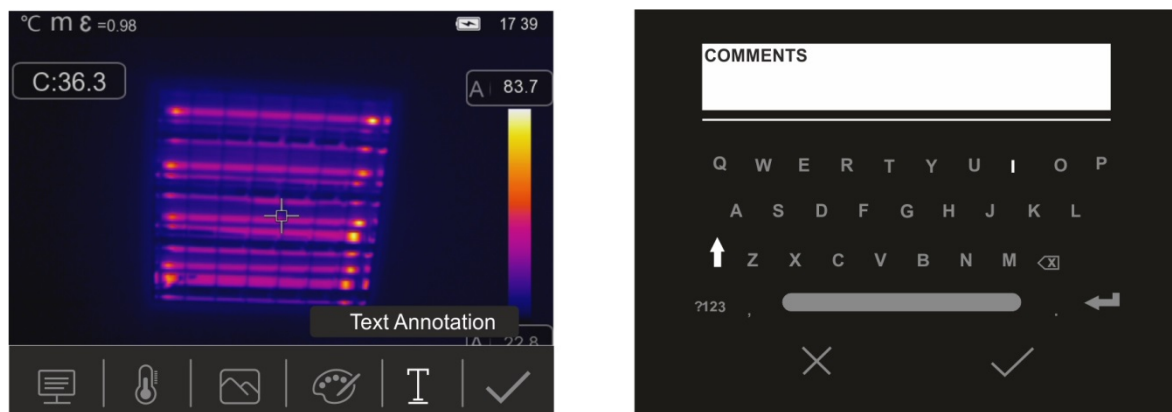 ℃ m ε =0.98 17 39
C:36.3
A 83.7
Text Annotation
A 22.8
COMMENTS
Q W E R T Y U I O P
A S D F G H J K L
Z X C V B N M
?123 , .